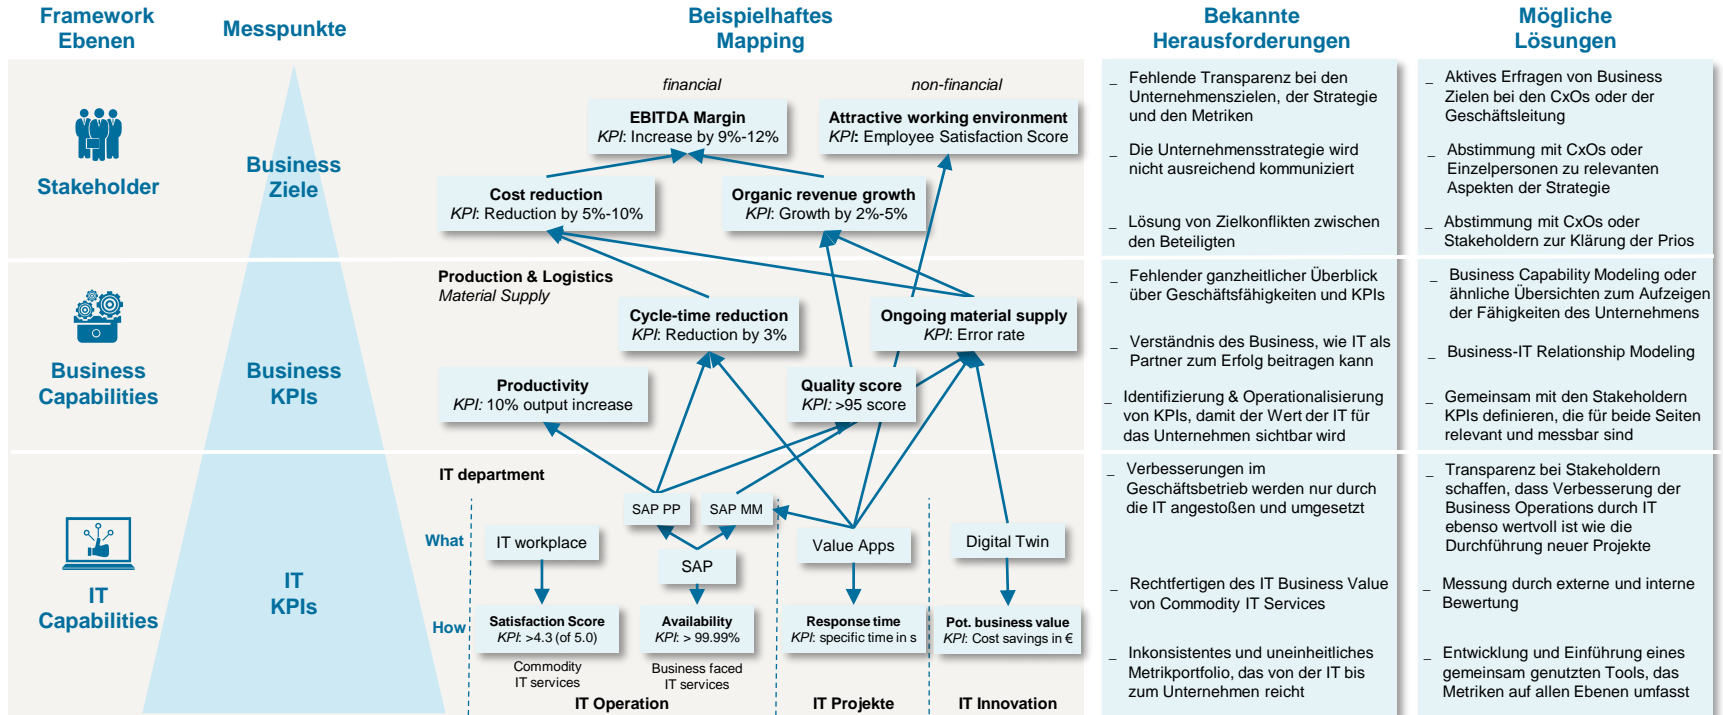 Framework
Ebenen
Messpunkte
Beispielhaftes
Mapping
Bekannte
Herausforderungen
Mögliche
Lösungen
Stakeholder
Business
Ziele
financial
non-financial
EBITDA Margin
KPI: Increase by 9%-12%
Attractive working environment
KPI: Employee Satisfaction Score
Cost reduction
KPI: Reduction by 5%-10%
Organic revenue growth
KPI: Growth by 2%-5%
_ Fehlende Transparenz bei den
Unternehmenszielen, der Strategie
und den Metriken
_ Die Unternehmensstrategie wird
nicht ausreichend kommuniziert
_ Lösung von Zielkonflikten zwischen
den Beteiligten
_ Aktives Erfragen von Business
Zielen bei den CxOs oder der
Geschäftsleitung
_ Abstimmung mit CxOs oder
Einzelpersonen zu relevanten
Aspekten der Strategie
_ Abstimmung mit CxOs oder
Stakeholdern zur Klärung der Prios
Business
Capabilities
Business
KPIs
Production & Logistics
Material Supply
Cycle-time reduction
KPI: Reduction by 3%
Ongoing material supply
KPI: Error rate
Productivity
KPI: 10% output increase
Quality score
KPI: >95 score
_ Fehlender ganzheitlicher Überblick
über Geschäftsfähigkeiten und KPIs
_ Verständnis des Business, wie IT als
Partner zum Erfolg beitragen kann
_ Identifizierung & Operationalisierung
von KPIs, damit der Wert der IT für
das Unternehmen sichtbar wird
_ Business Capability Modeling oder
ähnliche Übersichten zum Aufzeigen
der Fähigkeiten des Unternehmens
_ Business-IT Relationship Modeling
_ Gemeinsam mit den Stakeholdern
KPIs definieren, die für beide Seiten
relevant und messbar sind
IT
Capabilities
IT
KPIs
IT department
SAP PP
SAP MM
What
IT workplace
SAP
Value Apps
Digital Twin
How
Satisfaction Score
KPI: >4.3 (of 5.0)
Availability
KPI: > 99.99%
Response time
KPI: specific time in s
Pot. business value
KPI: Cost savings in €
Commodity
IT services
Business faced
IT services
IT Operation
IT Projekte
IT Innovation
_ Verbesserungen im
Geschäftsbetrieb werden nur durch
die IT angestoßen und umgesetzt
_ Rechtfertigen des IT Business Value
von Commodity IT Services
_ Inkonsistentes und uneinheitliches
Metrikportfolio, das von der IT bis
zum Unternehmen reicht
_ Transparenz bei Stakeholdern
schaffen, dass Verbesserung der
Business Operations durch IT
ebenso wertvoll ist wie die
Durchführung neuer Projekte
_ Messung durch externe und interne
Bewertung
_ Entwicklung und Einführung eines
gemeinsam genutzten Tools, das
Metriken auf allen Ebenen umfasst